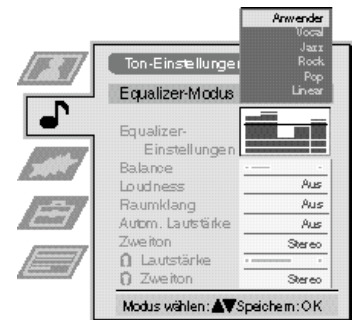 Anwender
Vocal
Jazz
Rock
Pop
Linear
Ton-Einstellunge
Equalizer-Modus
Equalizer-
Einstellungen
Balance
Loudness Aus
Raumklang Aus
Autom. Lautstärke Aus
Zweiton Stereo
Lautstärke
Zweiton Stereo
Modus wählen:▲▼Speichern:OK